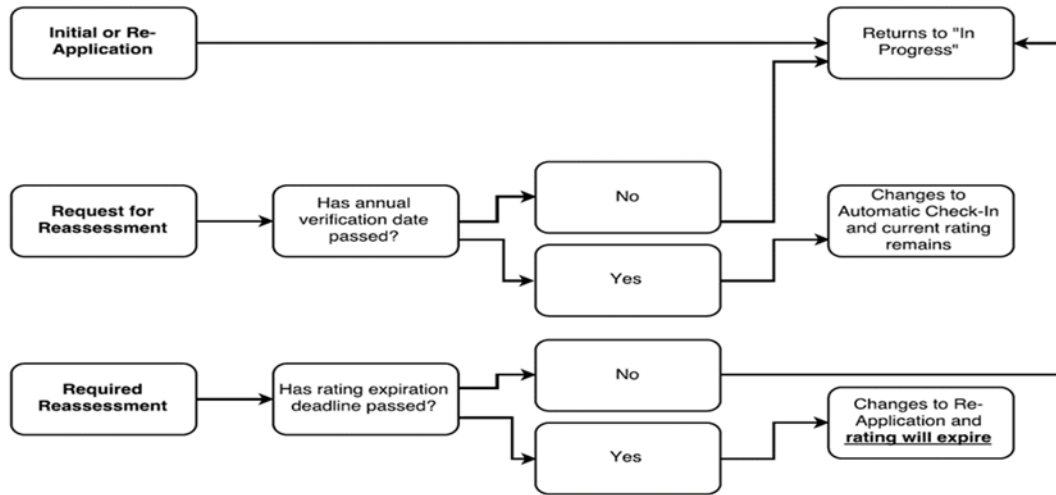 Initial or Re-
Application
Returns to "In
Progress"
Request for
Reassessment
Has annual
verification date
passed?
No
Yes
Changes to
Automatic Check-In
and current rating
remains
Required
Reassessment
Has rating expiration
deadline passed?
No
Yes
Changes to Re-
Application and
rating will expire